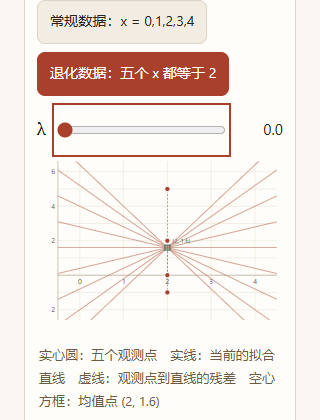 常规数据：x = 0,1,2,3,4
退化数据：五个 x 都等于 2
λ 0.0
6
4
2
0 1 2 3 4
2
实心圆：五个观测点 实线：当前的拟合
直线 虚线：观测点到直线的残差 空心
方框：均值点 (2, 1.6)